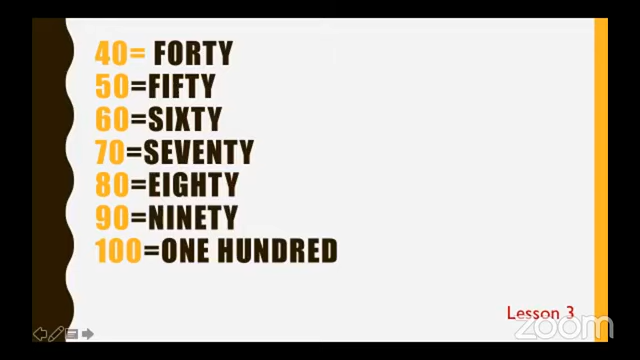 40= FORTY
50=FIFTY
60=SIXTY
70=SEVENTY
80=EIGHTY
90=NINETY
100=ONE HUNDRED
Lesson 3
zoom